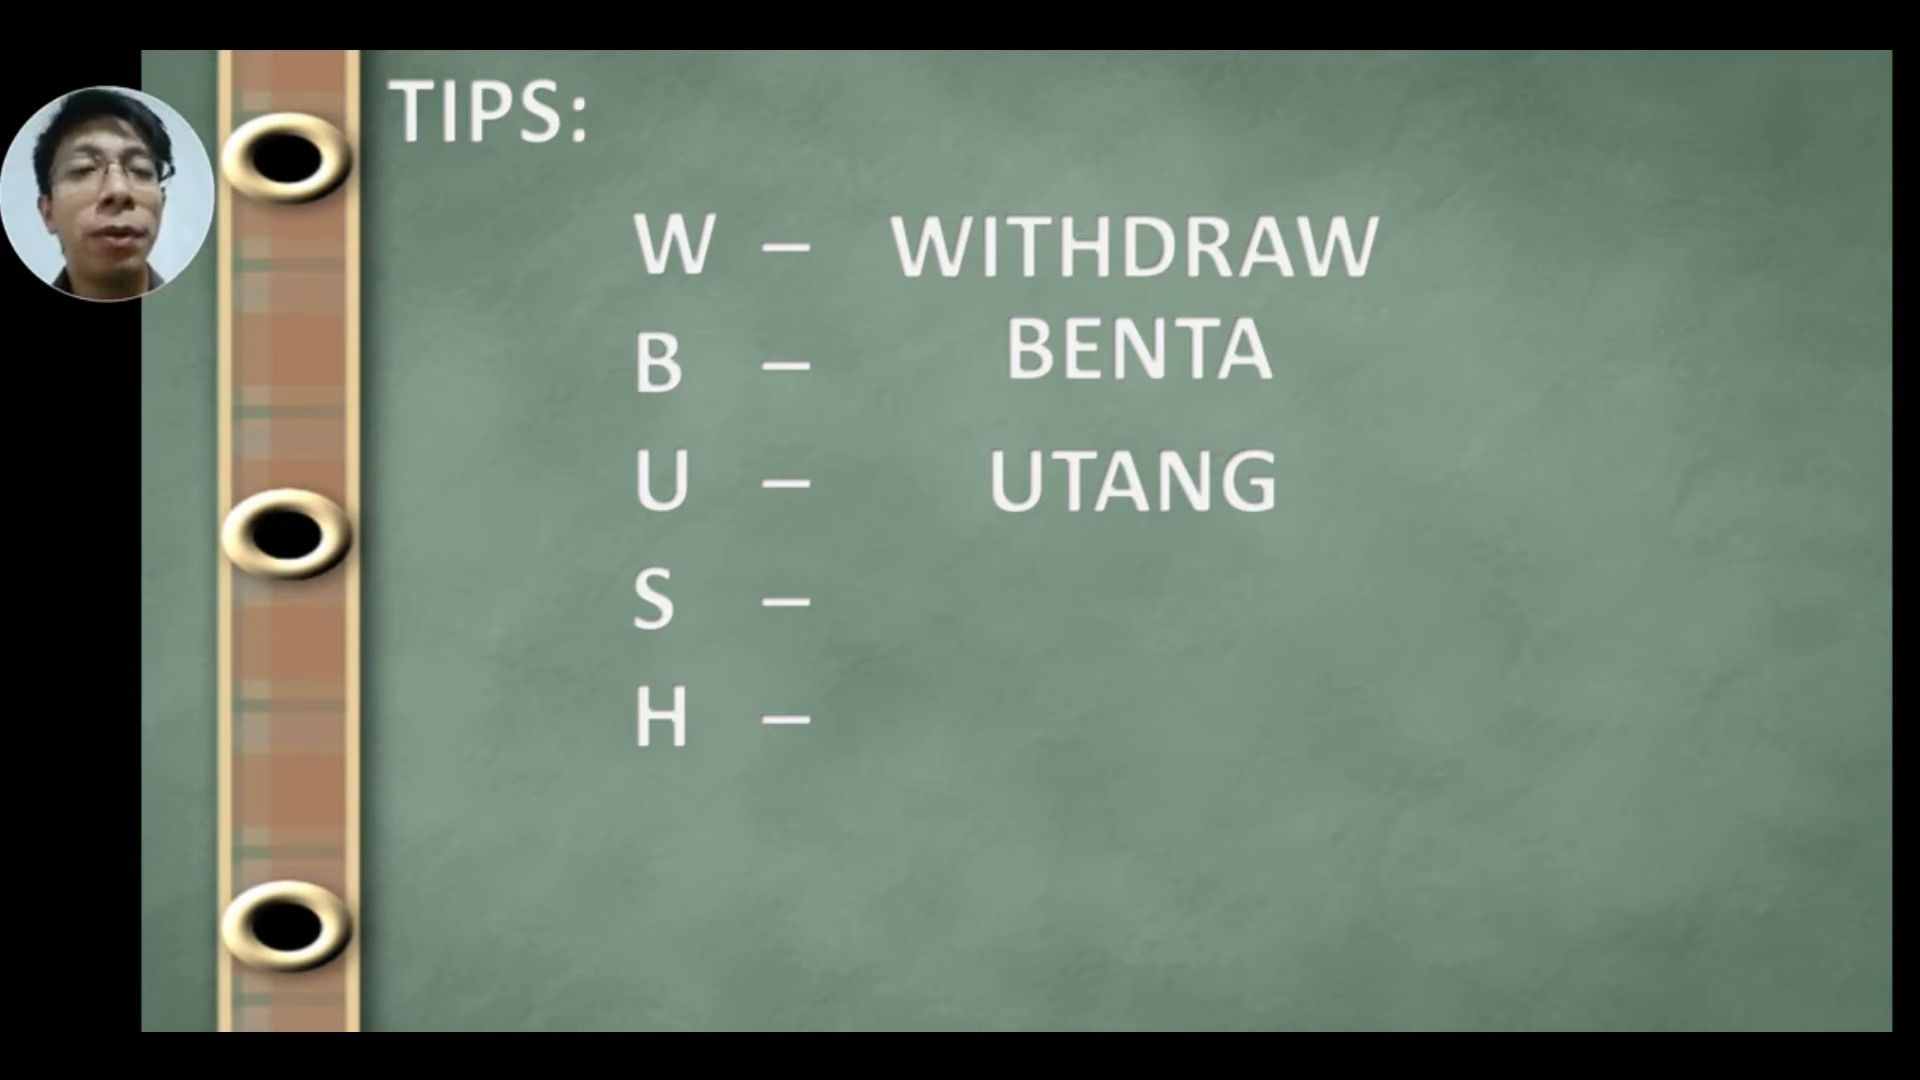 TIPS:
W – WITHDRAW
B – BENTA
U – UTANG
S –
H –